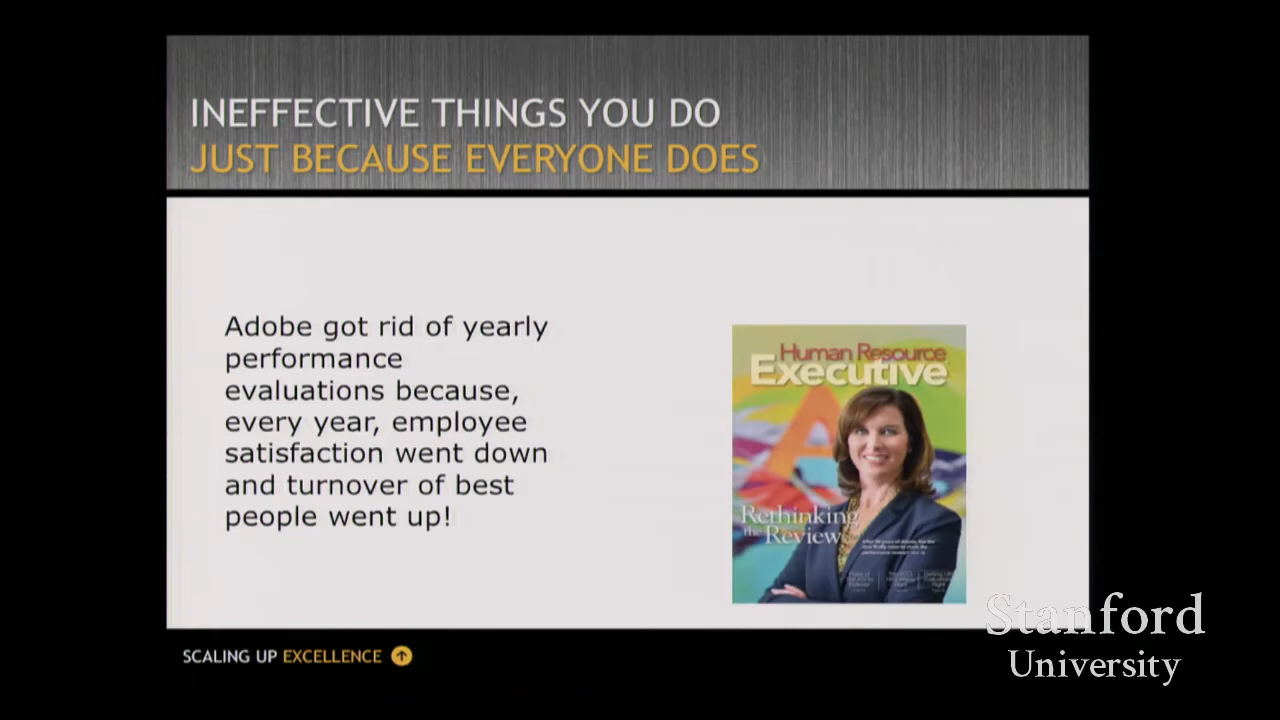 INEFFECTIVE THINGS YOU DO
JUST BECAUSE EVERYONE DOES
Adobe got rid of yearly
performance
evaluations because,
every year, employee
satisfaction went down
and turnover of best
people went up!
Human Resource
Executive
Rethinking
the Review
SCALING UP EXCELLENCE
Stanford
University